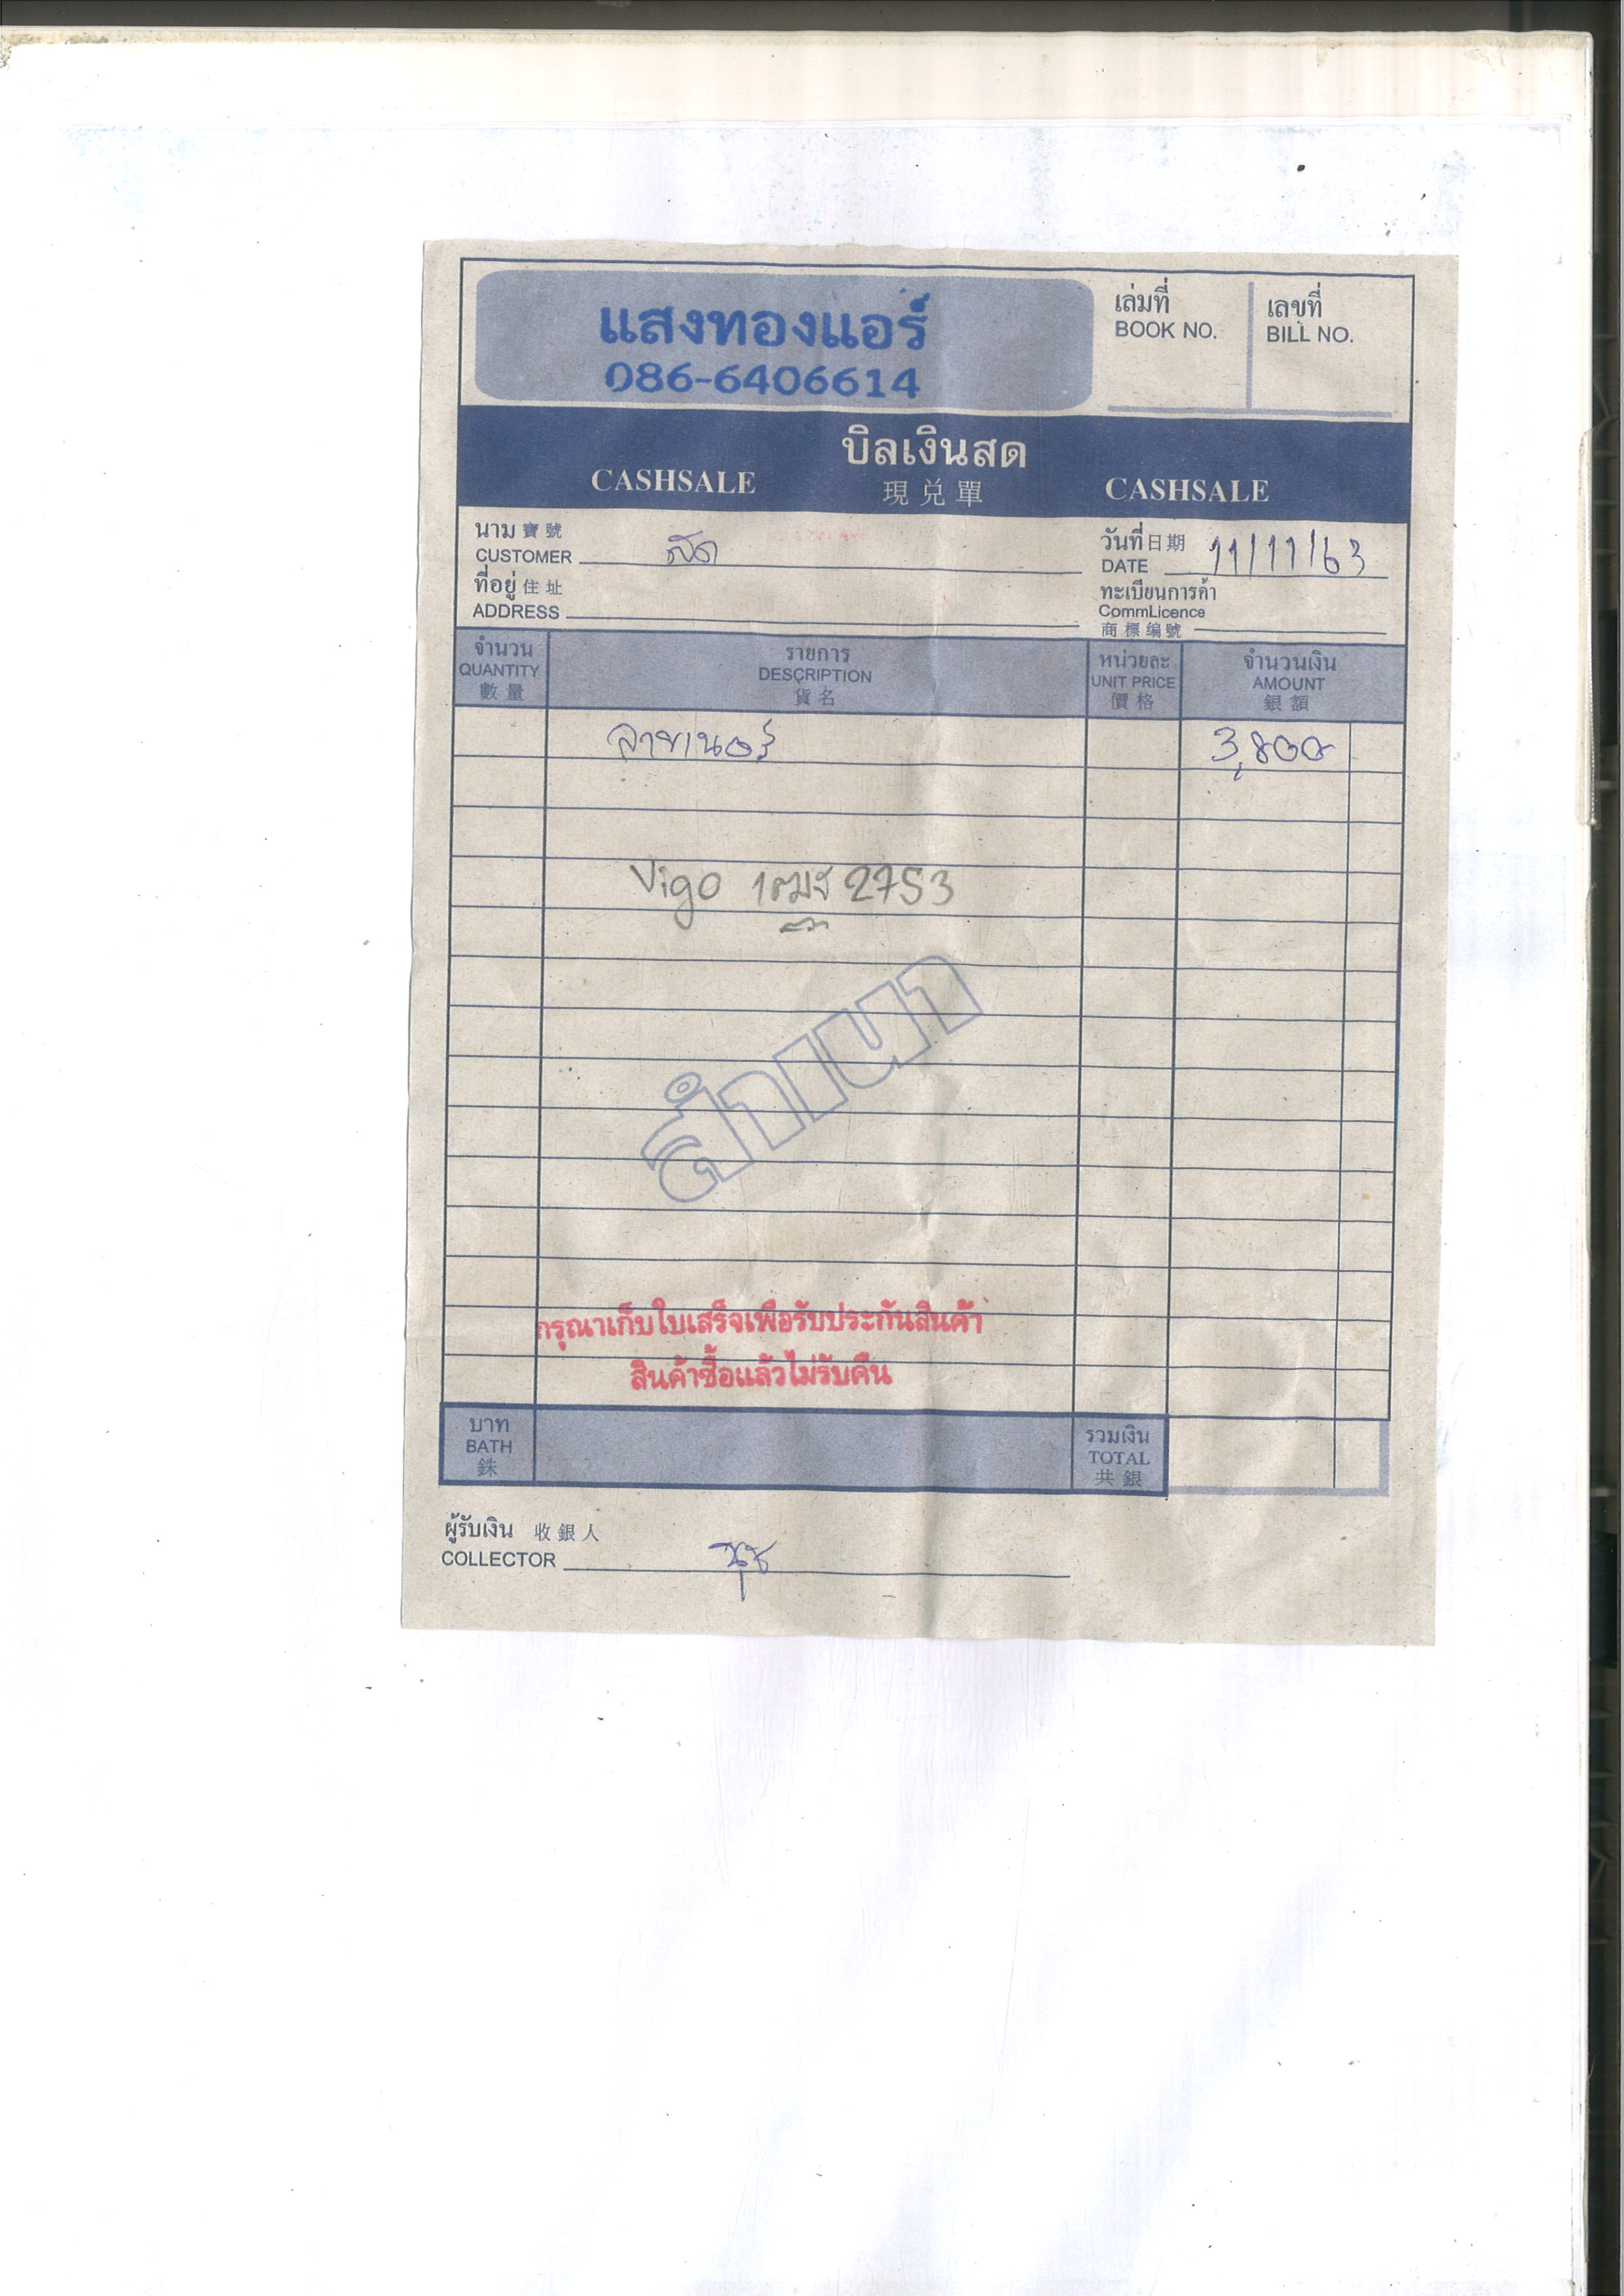 แสงทองแอร์
086-6406614
เล่มที่
BOOK NO.
เลขที่
BILL NO.
บิลเงินสด
CASHSALE 現兑單 CASHSALE
นาม 寶號
CUSTOMER สด
วันที่ 日期
DATE 11/11/63
ที่อยู่ 住址
ADDRESS
ทะเบียนการค้า
CommLicence
商標编號
จำนวน
QUANTITY
數量
รายการ
DESCRIPTION
貨名
หน่วยละ
UNIT PRICE
價格
จำนวนเงิน
AMOUNT
銀額
3,800
Vigo 1ฒฮ 2753
สำเนา
กรุณาเก็บใบเสร็จเพื่อรับประกันสินค้า
สินค้าซื้อแล้วไม่รับคืน
บาท
BATH
銖
รวมเงิน
TOTAL
共銀
ผู้รับเงิน 收銀人
COLLECTOR นุช